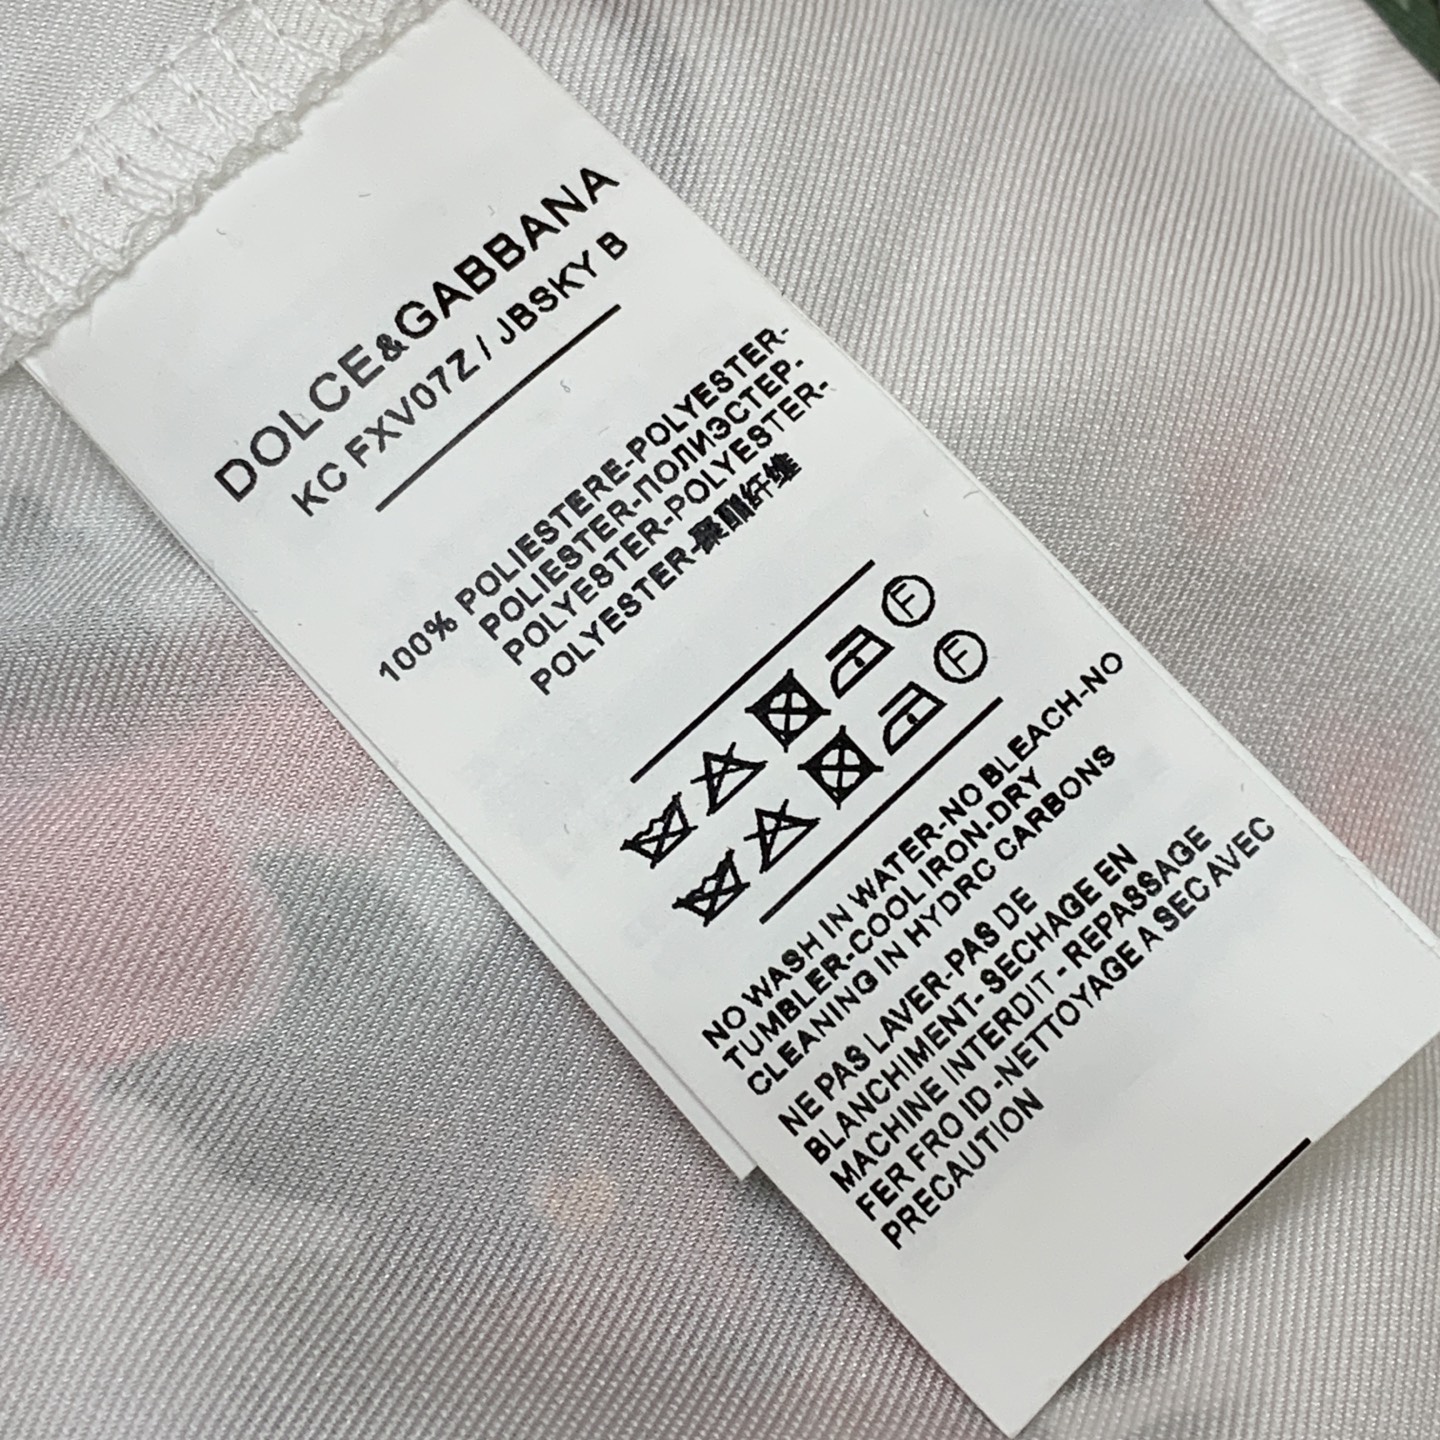 DOLCE&GABBANA
KC FXV07Z / JBSKY B
100% POLIESTERE-POLYESTER-
POLIESTER-ПОЛИЭСТЕР-
POLYESTER-POLYESTER-
POLYESTER-聚酯纤维
F
F
NO WASH IN WATER-NO BLEACH-NO
TUMBLER-COOL IRON-DRY
CLEANING IN HYDRC CARBONS
NE PAS LAVER-PAS DE
BLANCHIMENT- SECHAGE EN
MACHINE INTERDIT - REPASSAGE
FER FRO ID -NETTOYAGE A SEC AVEC
PRECAUTION